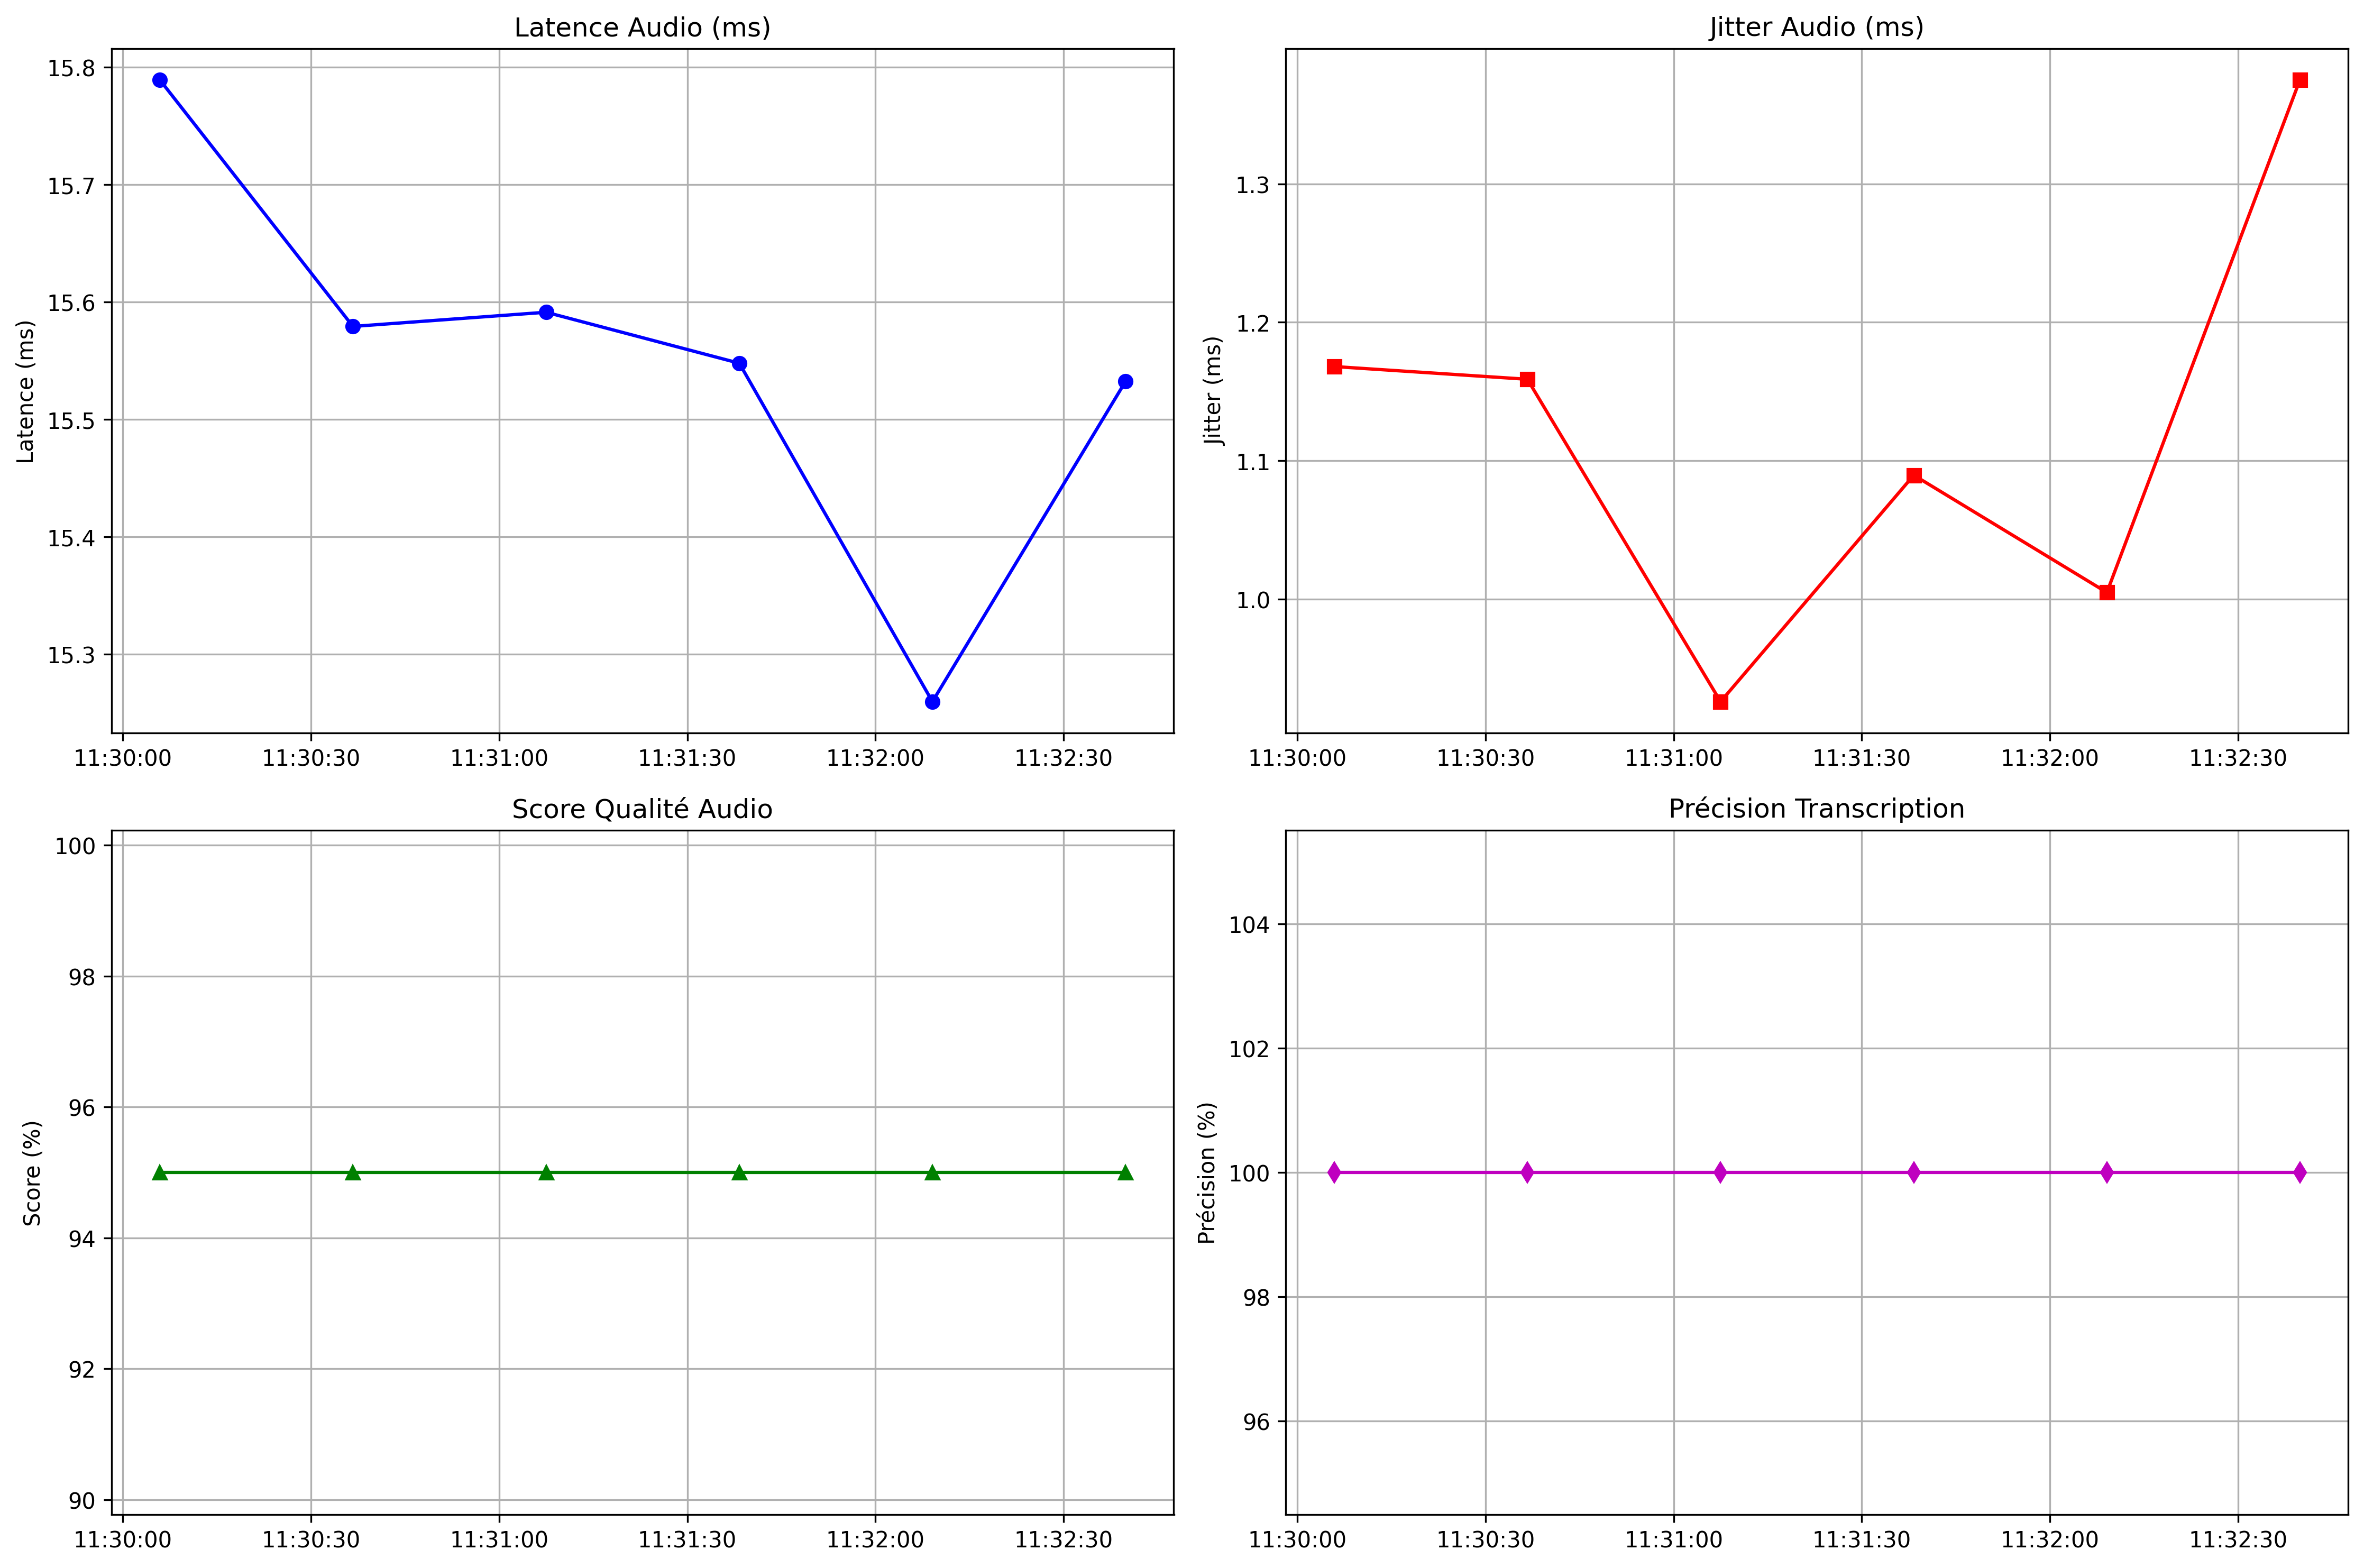 Latence Audio (ms)
Latence (ms)
15.8
15.7
15.6
15.5
15.4
15.3
11:30:00 11:30:30 11:31:00 11:31:30 11:32:00 11:32:30
Jitter Audio (ms)
Jitter (ms)
1.3
1.2
1.1
1.0
11:30:00 11:30:30 11:31:00 11:31:30 11:32:00 11:32:30
Score Qualité Audio
Score (%)
100
98
96
94
92
90
11:30:00 11:30:30 11:31:00 11:31:30 11:32:00 11:32:30
Précision Transcription
Précision (%)
104
102
100
98
96
11:30:00 11:30:30 11:31:00 11:31:30 11:32:00 11:32:30